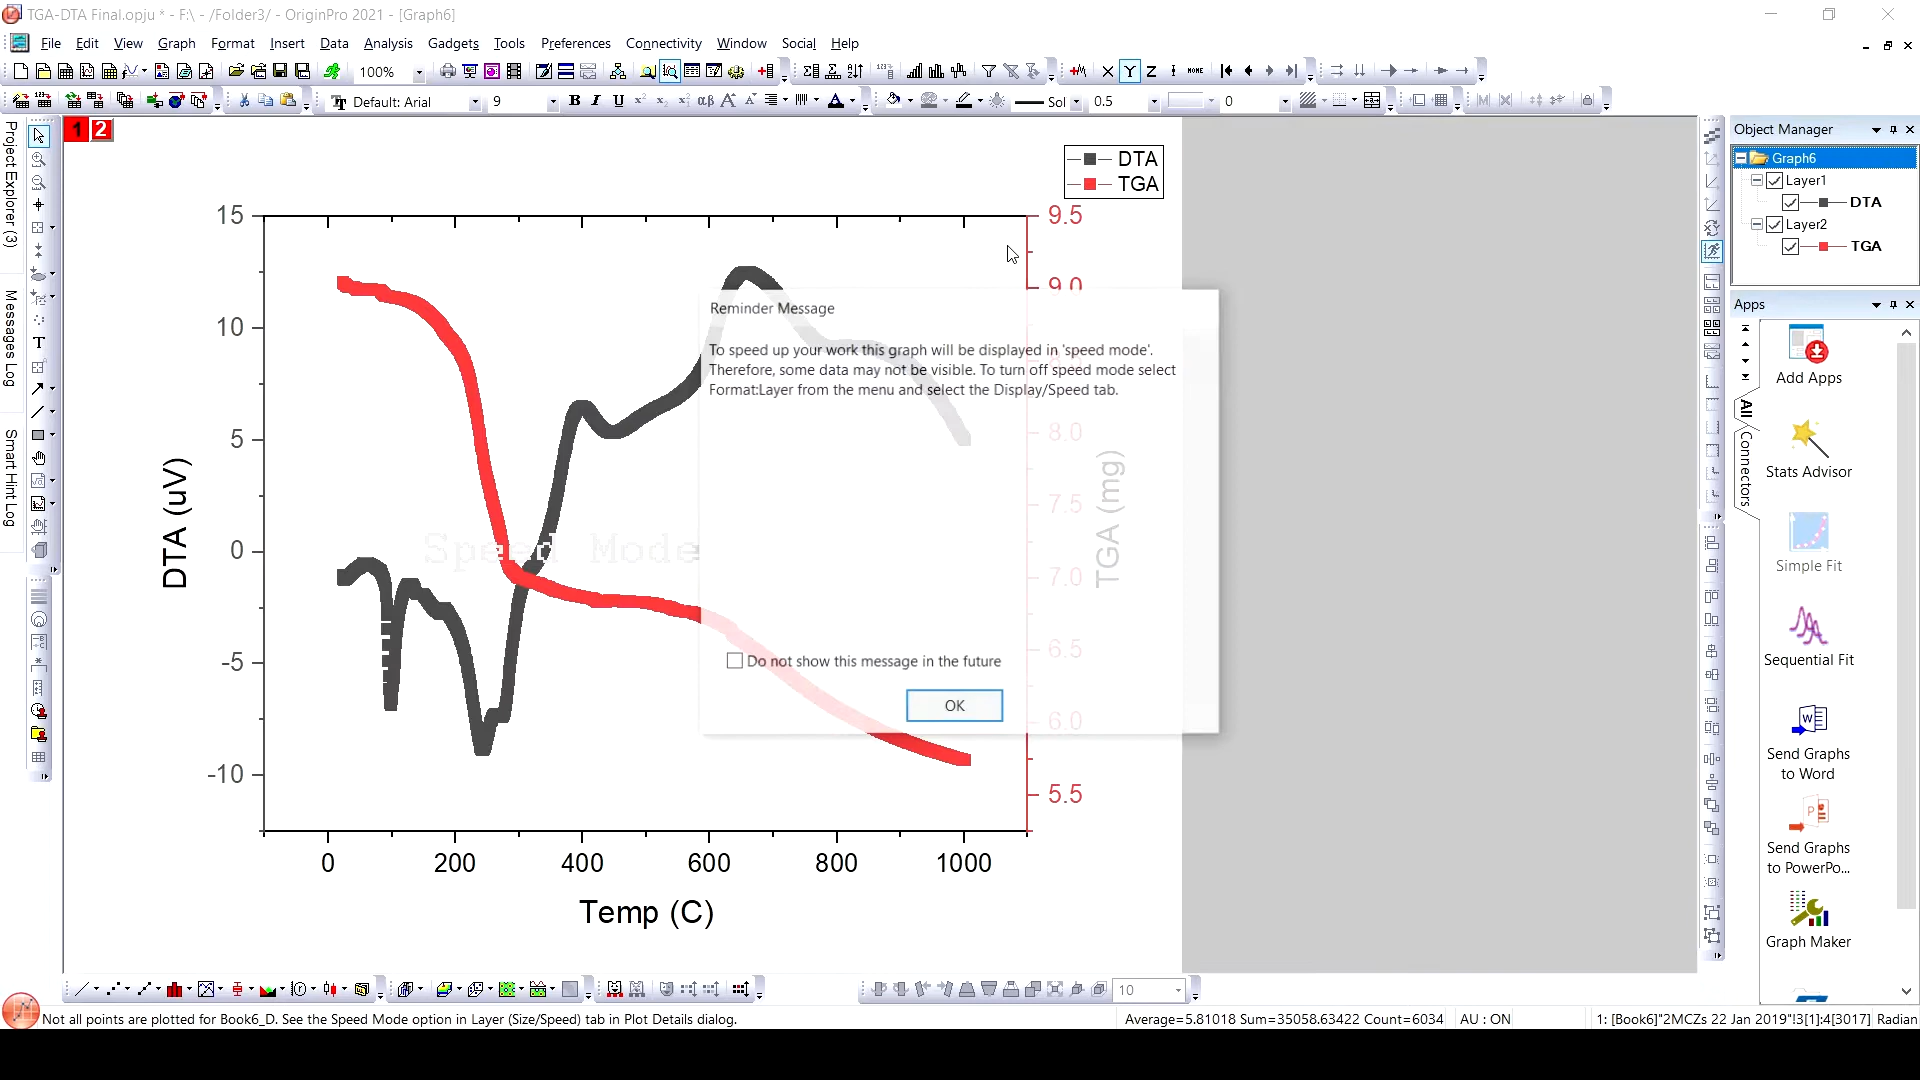 TGA-DTA Final.opju * - F:\ - /Folder3/ - OriginPro 2021 - [Graph6]
File Edit View Graph Format Insert Data Analysis Gadgets Tools Preferences Connectivity Window Social Help
100%
Default: Arial 9 B I U αβ A A A Sol 0.5 0
X Y Z NONE
1 2
Project Explorer (3)
Messages Log
Smart Hint Log
DTA
TGA
15
10
5
0
-5
-10
DTA (uV)
9.5
9.0
8.0
7.5
7.0
6.5
6.0
5.5
TGA (mg)
0 200 400 600 800 1000
Temp (C)
Speed Mode
Reminder Message
To speed up your work this graph will be displayed in 'speed mode'.
Therefore, some data may not be visible. To turn off speed mode select
Format:Layer from the menu and select the Display/Speed tab.
Do not show this message in the future
OK
Object Manager
Graph6
Layer1
DTA
Layer2
TGA
Apps
All
Connectors
Add Apps
Stats Advisor
Simple Fit
Sequential Fit
Send Graphs
to Word
Send Graphs
to PowerPo...
Graph Maker
10
Not all points are plotted for Book6_D. See the Speed Mode option in Layer (Size/Speed) tab in Plot Details dialog.
Average=5.81018 Sum=35058.63422 Count=6034 AU : ON 1: [Book6]"2MCZs 22 Jan 2019"!3[1]:4[3017] Radian